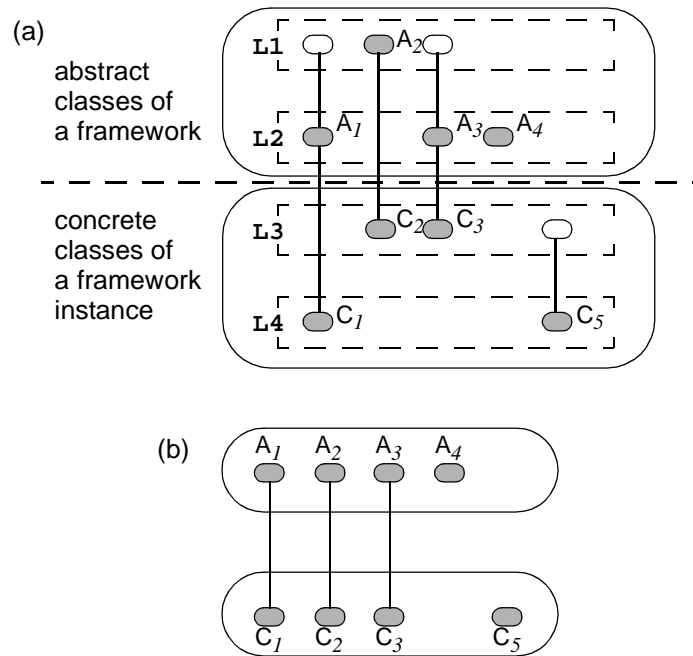 (a)
abstract
classes of
a framework
L1 A2
L2 A1 A3 A4
concrete
classes of
a framework
instance
L3 C2 C3
L4 C1 C5
(b)
A1 A2 A3 A4
C1 C2 C3 C5